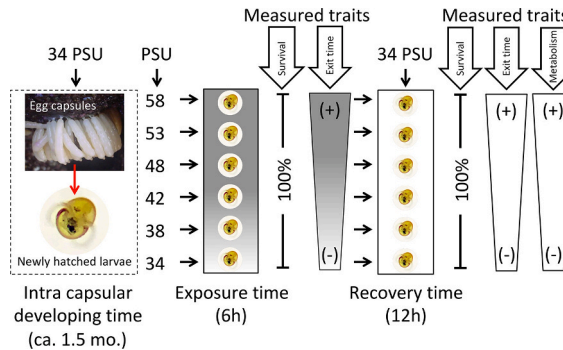 Measured traits
Measured traits
34 PSU
PSU
Survival
Exit time
34 PSU
Survival
Exit time
Metabolism
Egg capsules
58
53
48
42
38
34
100%
(+)
(-)
100%
(+)
(-)
(+)
(-)
Newly hatched larvae
Intra capsular
developing time
(ca. 1.5 mo.)
Exposure time
(6h)
Recovery time
(12h)